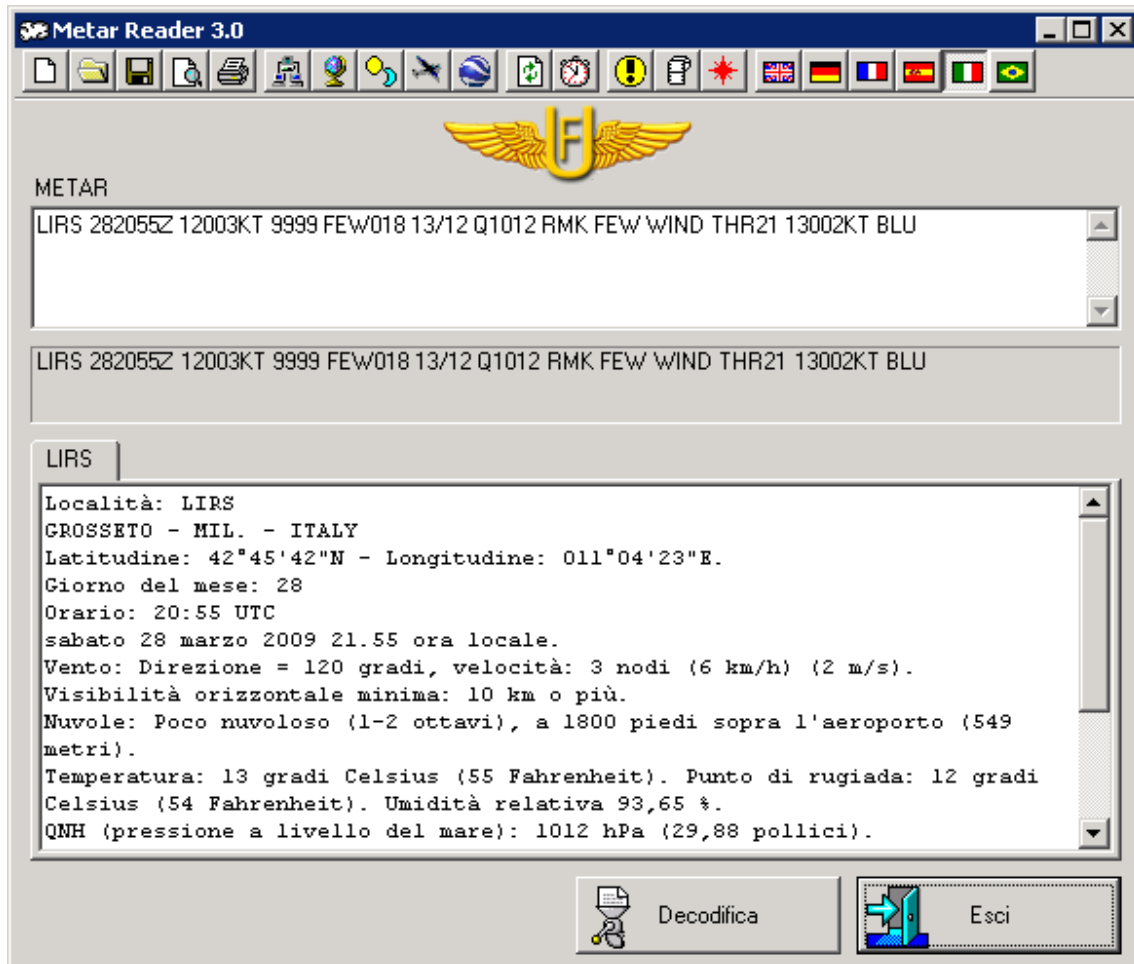 Metar Reader 3.0
METAR
LIRS 282055Z 12003KT 9999 FEW018 13/12 Q1012 RMK FEW WIND THR21 13002KT BLU
LIRS 282055Z 12003KT 9999 FEW018 13/12 Q1012 RMK FEW WIND THR21 13002KT BLU
LIRS
Località: LIRS
GROSSETO - MIL. - ITALY
Latitudine: 42°45'42"N - Longitudine: 011°04'23"E.
Giorno del mese: 28
Orario: 20:55 UTC
sabato 28 marzo 2009 21.55 ora locale.
Vento: Direzione = 120 gradi, velocità: 3 nodi (6 km/h) (2 m/s).
Visibilità orizzontale minima: 10 km o più.
Nuvole: Poco nuvoloso (1-2 ottavi), a 1800 piedi sopra l'aeroporto (549
metri).
Temperatura: 13 gradi Celsius (55 Fahrenheit). Punto di rugiada: 12 gradi
Celsius (54 Fahrenheit). Umidità relativa 93,65 %.
QNH (pressione a livello del mare): 1012 hPa (29,88 pollici).
Decodifica
Esci